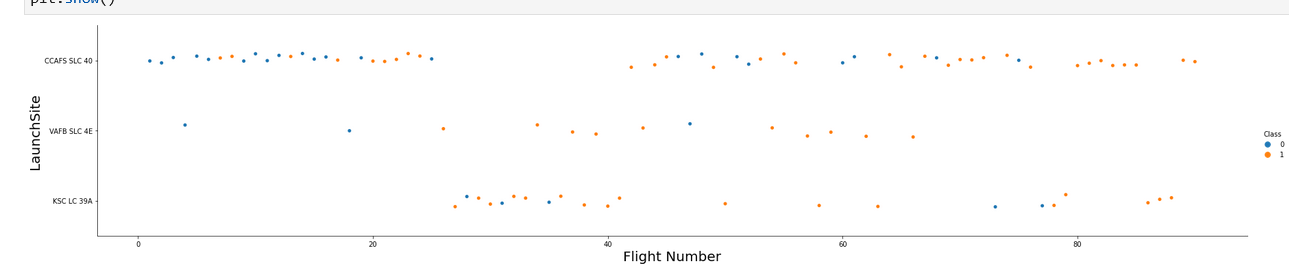 plt.show()
CCAFS SLC 40
VAFB SLC 4E
KSC LC 39A
LaunchSite
0 20 40 60 80
Flight Number
Class
0
1